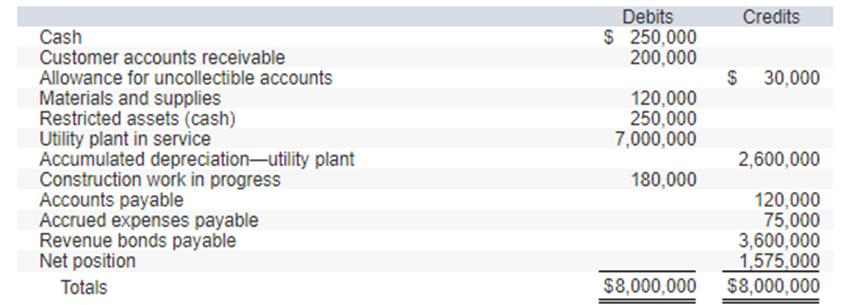 Debits Credits
Cash $ 250,000
Customer accounts receivable 200,000
Allowance for uncollectible accounts $ 30,000
Materials and supplies 120,000
Restricted assets (cash) 250,000
Utility plant in service 7,000,000
Accumulated depreciation—utility plant 2,600,000
Construction work in progress 180,000
Accounts payable 120,000
Accrued expenses payable 75,000
Revenue bonds payable 3,600,000
Net position 1,575,000
Totals $8,000,000 $8,000,000